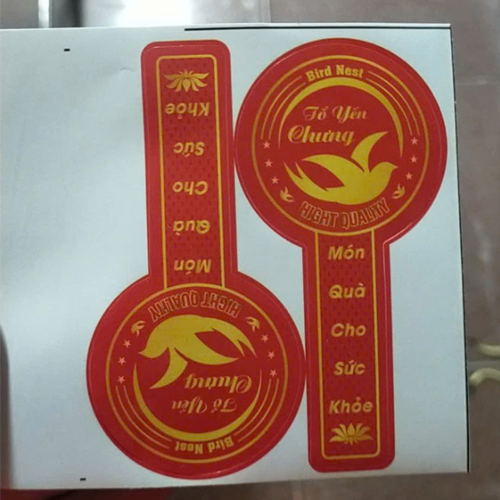 Bird Nest
Tổ Yến
Chưng
HIGHT QUALITY
Món
Quà
Cho
Sức
Khỏe
Bird Nest
Tổ Yến
Chưng
HIGHT QUALITY
Món
Quà
Cho
Sức
Khỏe